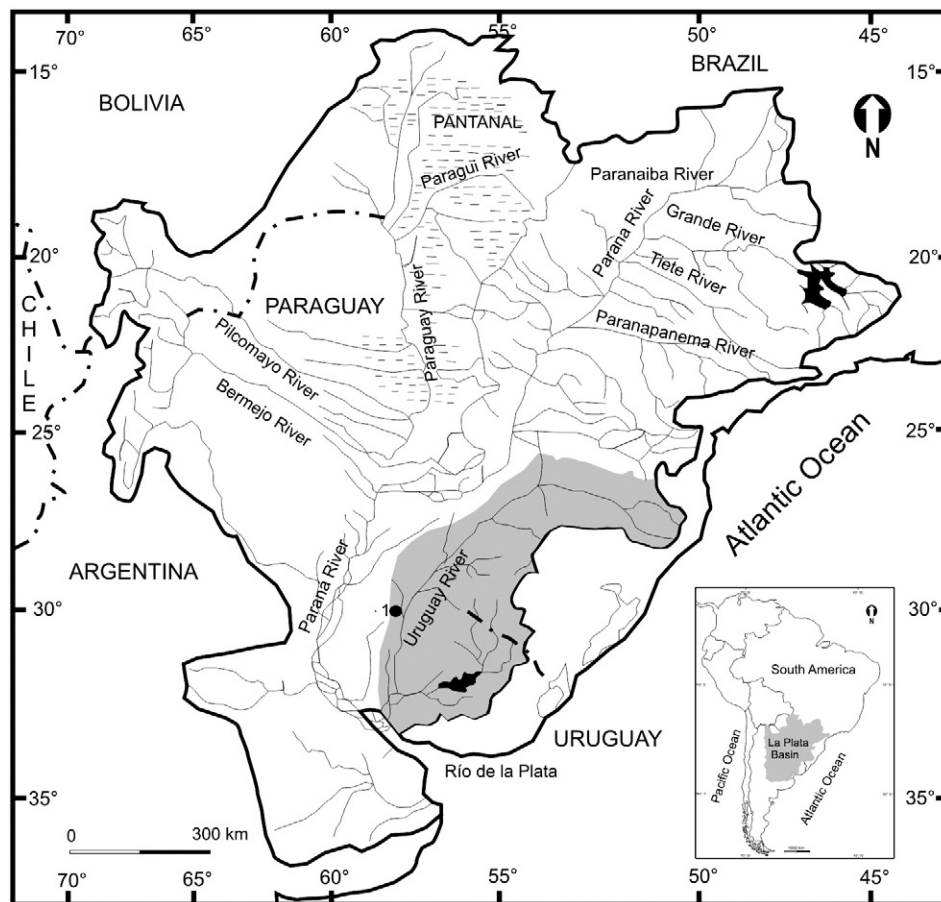 70° 65° 60° 55° 50° 45°
15° 15°
BRAZIL
BOLIVIA
N
PANTANAL
Paragui River
Paranaiba River
Parana River
Grande River
20° 20°
Tiete River
CHILE
PARAGUAY
Paraguay River
Pilcomayo River
Paranapanema River
Bermejo River
25° 25°
Atlantic Ocean
ARGENTINA
Paraná River
Uruguay River
30° 1 30°
N
South America
La Plata
Basin
Pacific Ocean
Atlantic Ocean
URUGUAY
Río de la Plata
35° 35°
0 300 km
70° 65° 60° 55° 50° 45°